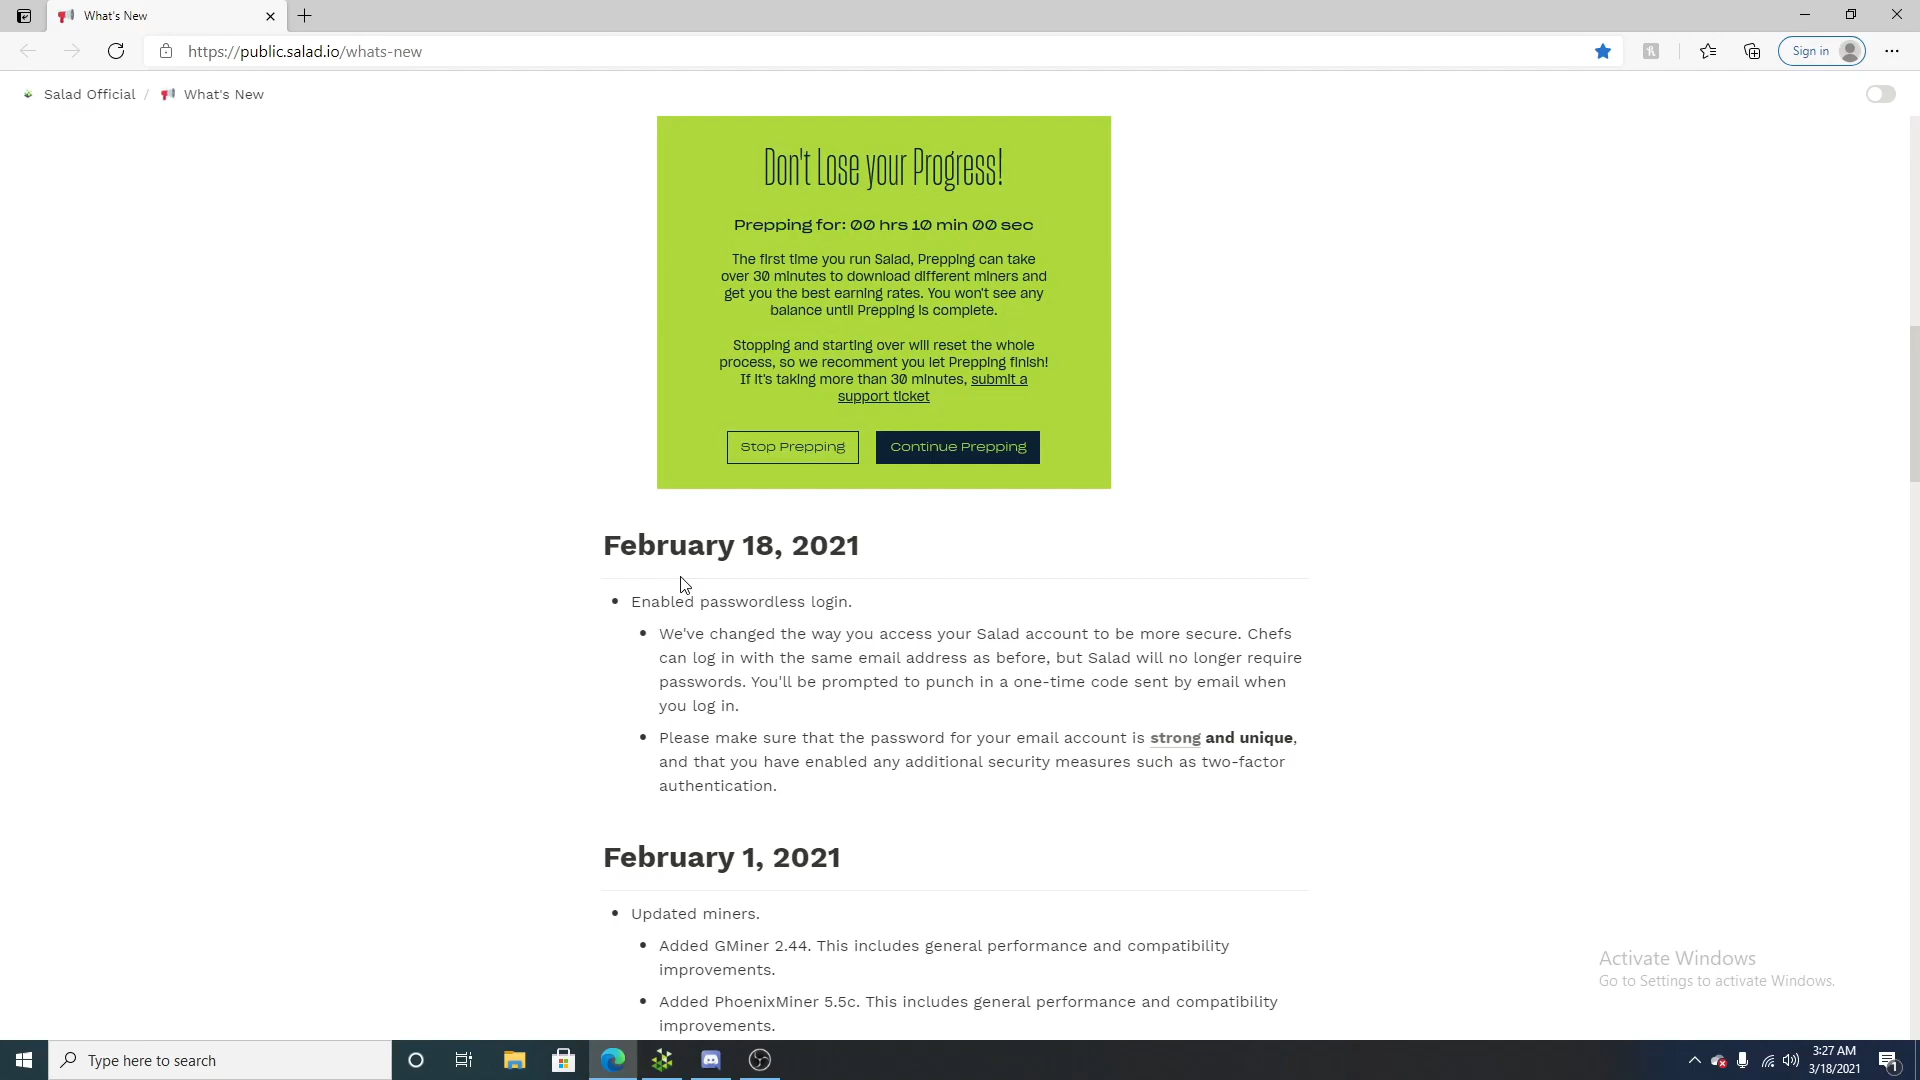 What's New
https://public.salad.io/whats-new
Sign in
Salad Official / What's New
Don't Lose your Progress!
Prepping for: 00 hrs 10 min 00 sec
The first time you run Salad, Prepping can take
over 30 minutes to download different miners and
get you the best earning rates. You won't see any
balance until Prepping is complete.
Stopping and starting over will reset the whole
process, so we recomment you let Prepping finish!
If it's taking more than 30 minutes, submit a
support ticket
Stop Prepping
Continue Prepping
February 18, 2021
Enabled passwordless login.
We've changed the way you access your Salad account to be more secure. Chefs
can log in with the same email address as before, but Salad will no longer require
passwords. You'll be prompted to punch in a one-time code sent by email when
you log in.
Please make sure that the password for your email account is strong and unique,
and that you have enabled any additional security measures such as two-factor
authentication.
February 1, 2021
Updated miners.
Added GMiner 2.44. This includes general performance and compatibility
improvements.
Added PhoenixMiner 5.5c. This includes general performance and compatibility
improvements.
Activate Windows
Go to Settings to activate Windows.
Type here to search
3:27 AM
3/18/2021
1